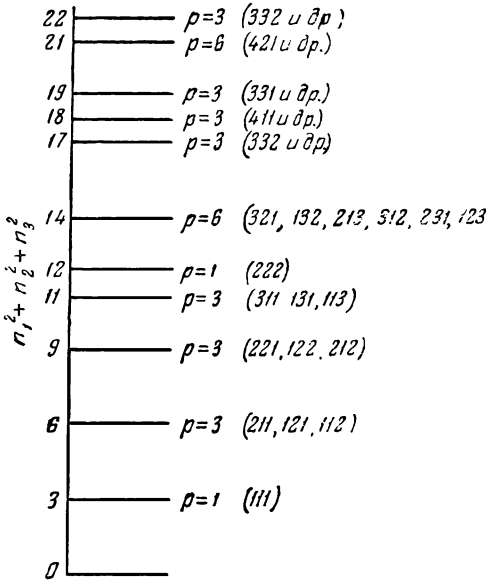 22 p=3 (332 и др;
21 p=6 (421 и др.)
19 p=3 (331 и др.)
18 p=3 (411 и др.)
17 p=3 (332 и др)
14 p=6 (321, 132, 213, 312, 231, 123
12 p=1 (222)
11 p=3 (311 131, 113)
9 p=3 (221, 122. 212)
6 p=3 (211, 121, 112)
3 p=1 (111)
0
n₁² + n₂² + n₃²